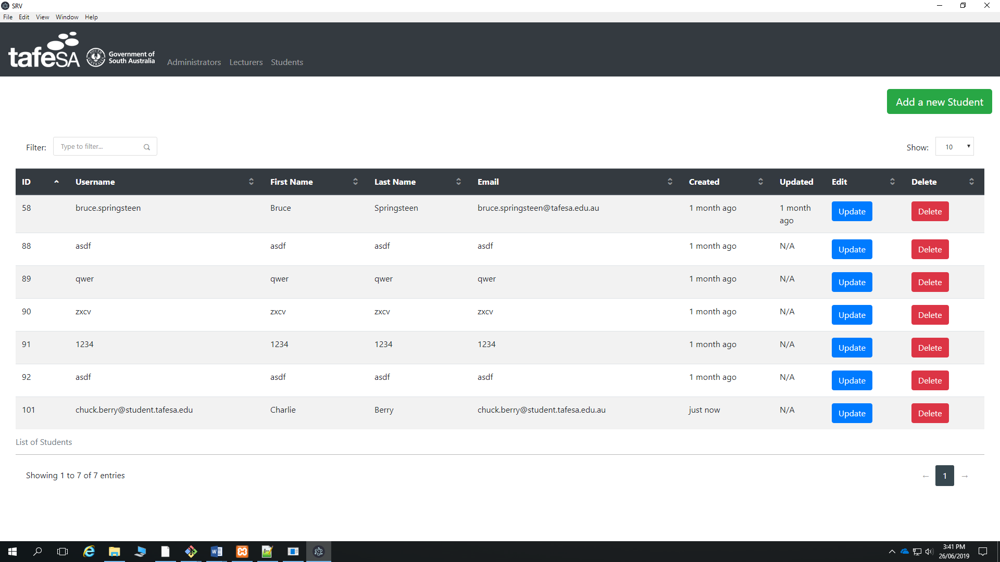 SRV
File Edit View Window Help
tafeSA
Government of
South Australia
Administrators Lecturers Students
Add a new Student
Filter: Type to filter... Show: 10
ID Username First Name Last Name Email Created Updated Edit Delete
58 bruce.springsteen Bruce Springsteen bruce.springsteen@tafesa.edu.au 1 month ago 1 month ago Update Delete
88 asdf asdf asdf asdf 1 month ago N/A Update Delete
89 qwer qwer qwer qwer 1 month ago N/A Update Delete
90 zxcv zxcv zxcv zxcv 1 month ago N/A Update Delete
91 1234 1234 1234 1234 1 month ago N/A Update Delete
92 asdf asdf asdf asdf 1 month ago N/A Update Delete
101 chuck.berry@student.tafesa.edu Charlie Berry chuck.berry@student.tafesa.edu.au just now N/A Update Delete
List of Students
Showing 1 to 7 of 7 entries ← 1 →
3:41 PM
26/06/2019